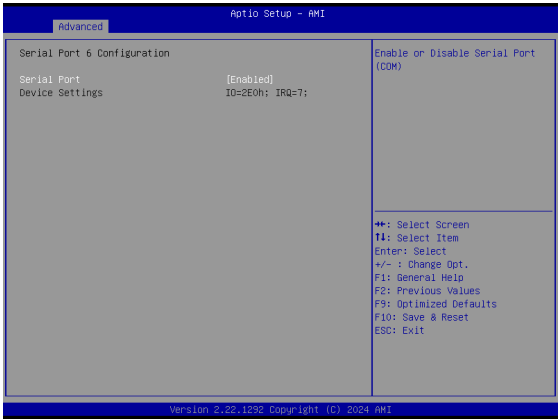 Aptio Setup – AMI
Advanced
Serial Port 6 Configuration
Serial Port [Enabled]
Device Settings IO=2E0h; IRQ=7;
Enable or Disable Serial Port
(COM)
→←: Select Screen
↑↓: Select Item
Enter: Select
+/- : Change Opt.
F1: General Help
F2: Previous Values
F9: Optimized Defaults
F10: Save & Reset
ESC: Exit
Version 2.22.1292 Copyright (C) 2024 AMI